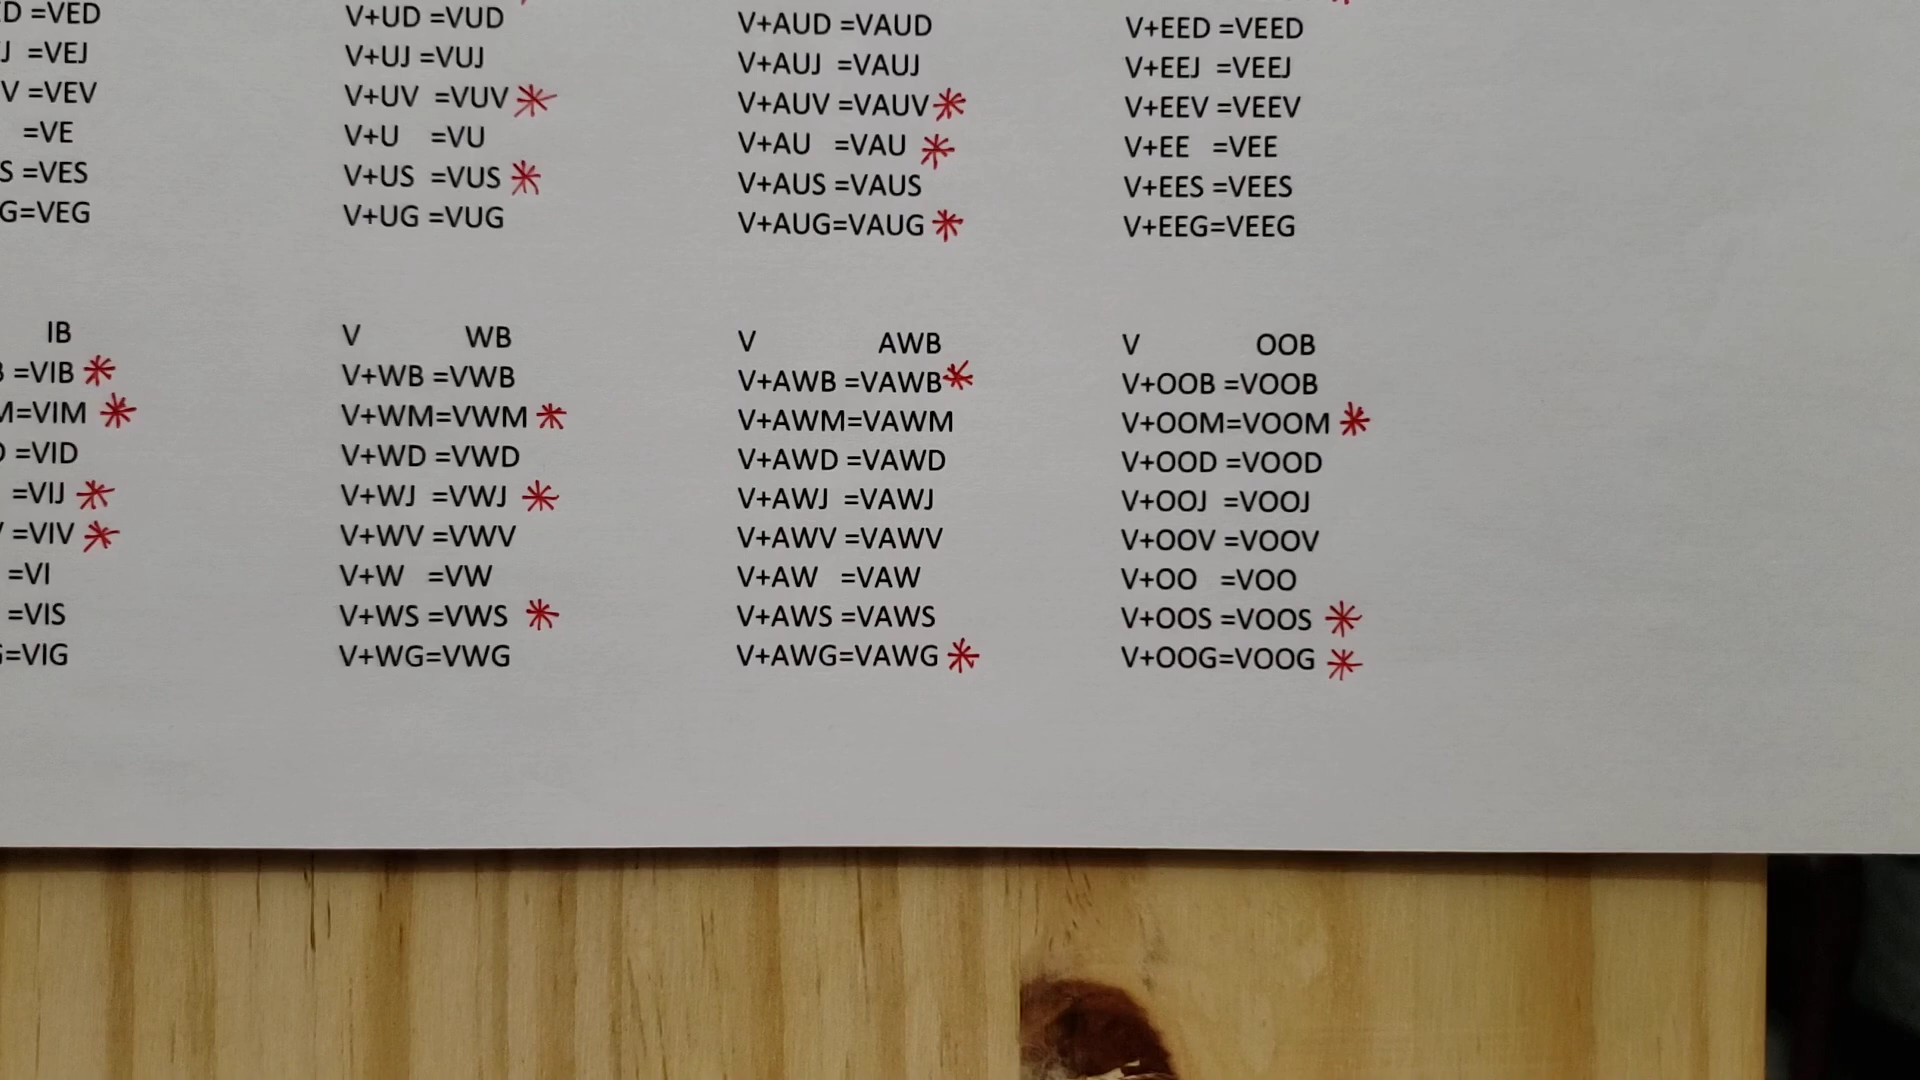 ED =VED
J =VEJ
V =VEV
=VE
S =VES
G=VEG
V+UD =VUD
V+UJ =VUJ
V+UV =VUV *
V+U =VU
V+US =VUS *
V+UG =VUG
V+AUD =VAUD
V+AUJ =VAUJ
V+AUV =VAUV *
V+AU =VAU *
V+AUS =VAUS
V+AUG=VAUG *
V+EED =VEED
V+EEJ =VEEJ
V+EEV =VEEV
V+EE =VEE
V+EES =VEES
V+EEG=VEEG
IB
B =VIB *
M=VIM *
D =VID
=VIJ *
V =VIV *
=VI
=VIS
G=VIG
V WB
V+WB =VWB
V+WM=VWM *
V+WD =VWD
V+WJ =VWJ *
V+WV =VWV
V+W =VW
V+WS =VWS *
V+WG=VWG
V AWB
V+AWB =VAWB *
V+AWM=VAWM
V+AWD =VAWD
V+AWJ =VAWJ
V+AWV =VAWV
V+AW =VAW
V+AWS =VAWS
V+AWG=VAWG *
V OOB
V+OOB =VOOB
V+OOM=VOOM *
V+OOD =VOOD
V+OOJ =VOOJ
V+OOV =VOOV
V+OO =VOO
V+OOS =VOOS *
V+OOG=VOOG *